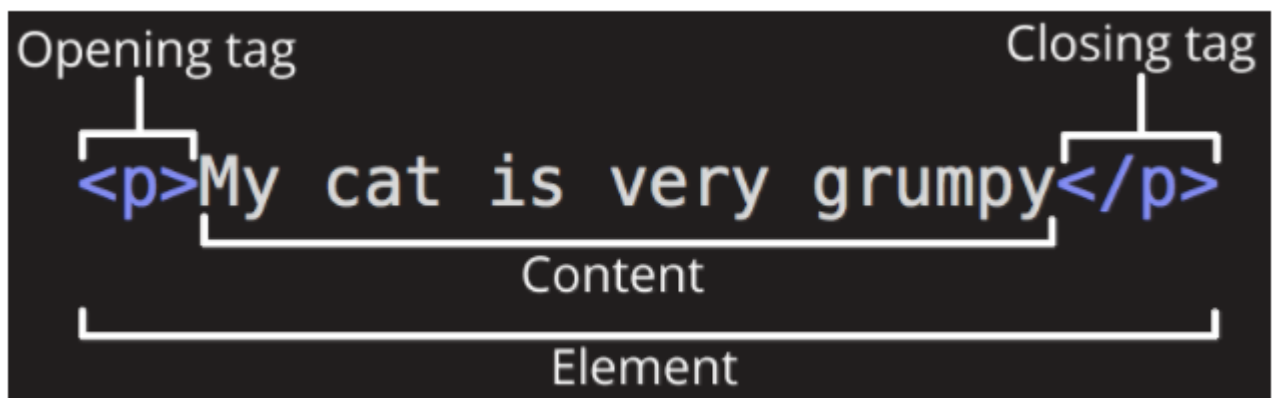 Opening tag
Closing tag
<p>My cat is very grumpy</p>
Content
Element